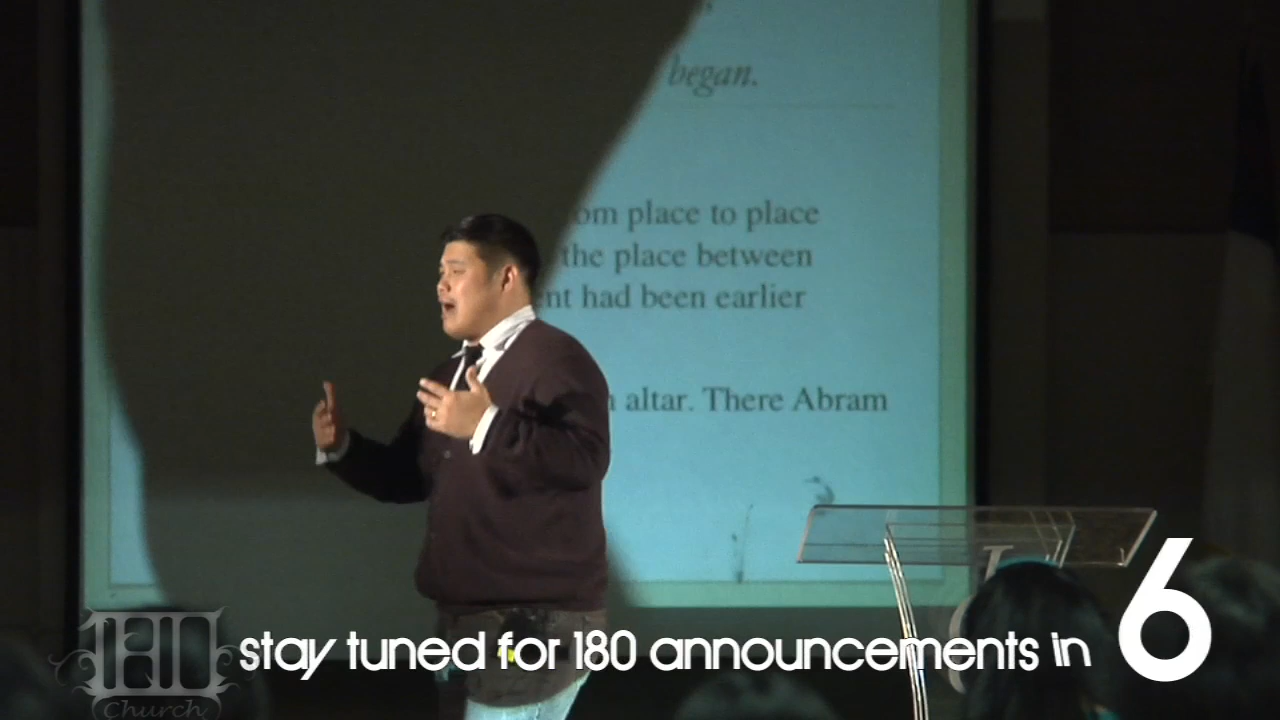 began.
om place to place
the place between
nt had been earlier
altar. There Abram
180
Church
stay tuned for 180 announcements in 6